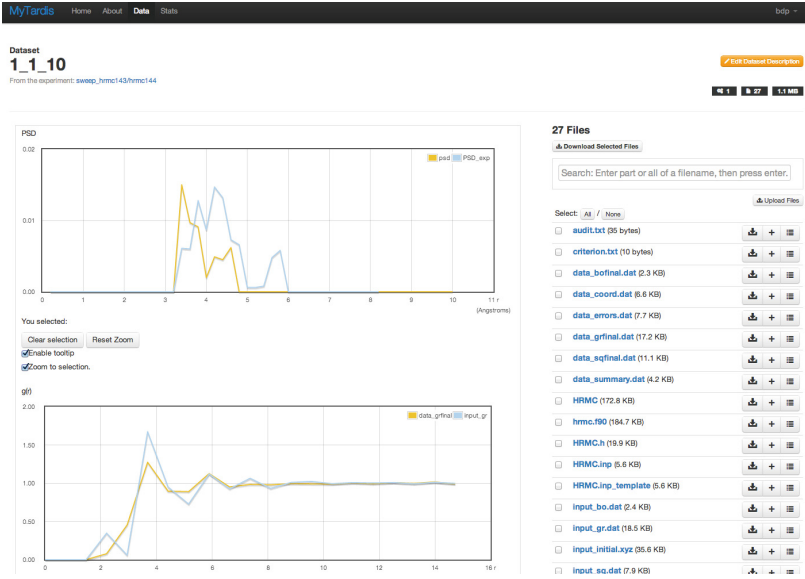 MyTardis Home About Data Stats bdp
Dataset
1_1_10
Edit Dataset Description
From the experiment: sweep_hrmc143/hrmc144
1 27 1.1 MB
PSD
psd PSD_exp
0.02
0.01
0.00
0 1 2 3 4 5 6 7 8 9 10 11 r
(Angstroms)
You selected:
Clear selection Reset Zoom
Enable tooltip
Zoom to selection.
g(r)
data_grfinal input_gr
2.00
1.50
1.00
0.50
0.00
0 2 4 6 8 10 12 14 16 r
27 Files
Download Selected Files
Search: Enter part or all of a filename, then press enter.
Upload Files
Select: All / None
audit.txt (35 bytes)
criterion.txt (10 bytes)
data_bofinal.dat (2.3 KB)
data_coord.dat (6.6 KB)
data_errors.dat (7.7 KB)
data_grfinal.dat (17.2 KB)
data_sqfinal.dat (11.1 KB)
data_summary.dat (4.2 KB)
HRMC (172.8 KB)
hrmc.f90 (184.7 KB)
HRMC.h (19.9 KB)
HRMC.inp (5.6 KB)
HRMC.inp_template (5.6 KB)
input_bo.dat (2.4 KB)
input_gr.dat (18.5 KB)
input_initial.xyz (35.6 KB)
input_sq.dat (7.9 KB)